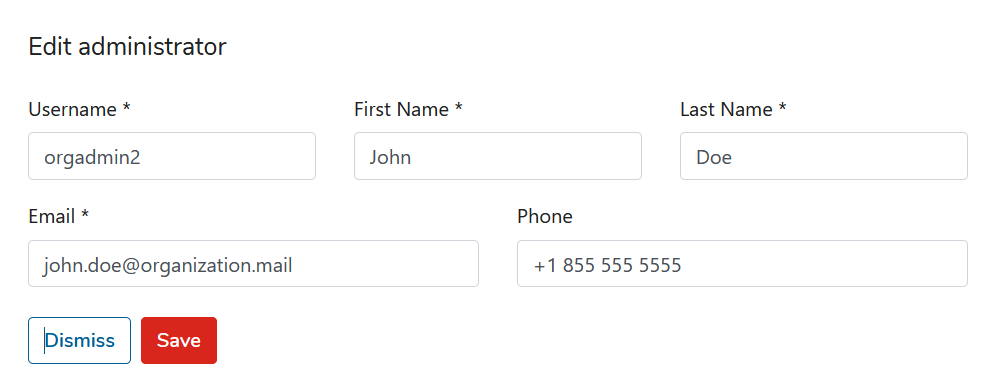 Edit administrator
Username * First Name * Last Name *
orgadmin2 John Doe
Email * Phone
john.doe@organization.mail +1 855 555 5555
Dismiss Save